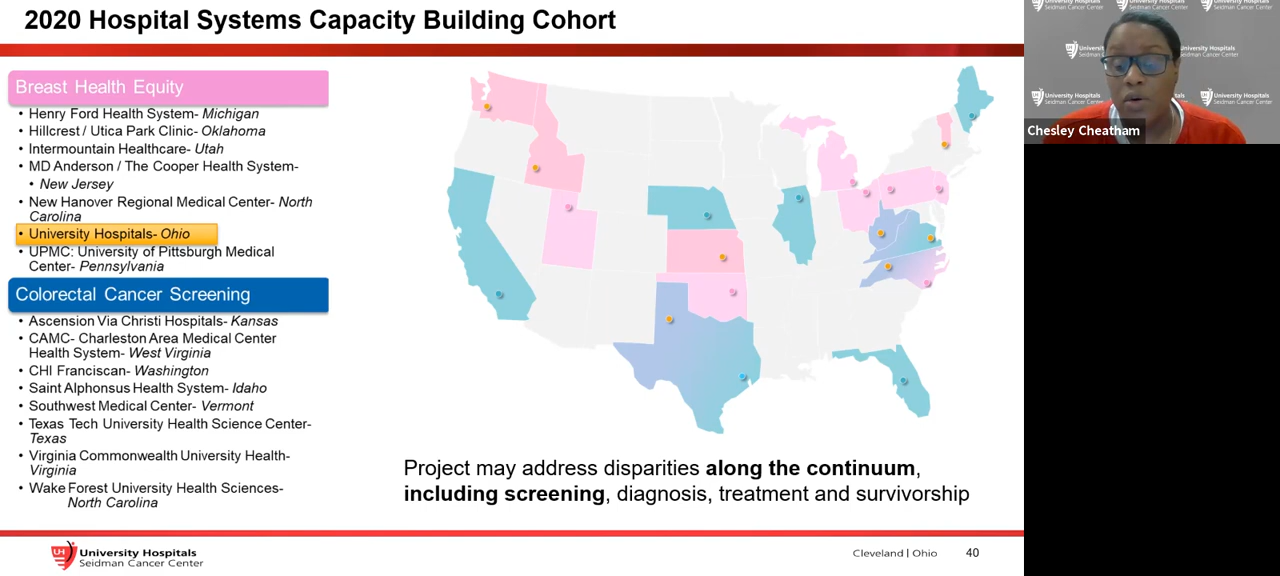 2020 Hospital Systems Capacity Building Cohort
Breast Health Equity
• Henry Ford Health System- Michigan
• Hillcrest / Utica Park Clinic- Oklahoma
• Intermountain Healthcare- Utah
• MD Anderson / The Cooper Health System-
• New Jersey
• New Hanover Regional Medical Center- North
Carolina
• University Hospitals- Ohio
• UPMC: University of Pittsburgh Medical
Center- Pennsylvania
Colorectal Cancer Screening
• Ascension Via Christi Hospitals- Kansas
• CAMC- Charleston Area Medical Center
Health System- West Virginia
• CHI Franciscan- Washington
• Saint Alphonsus Health System- Idaho
• Southwest Medical Center- Vermont
• Texas Tech University Health Science Center-
Texas
• Virginia Commonwealth University Health-
Virginia
• Wake Forest University Health Sciences-
North Carolina
Project may address disparities along the continuum,
including screening, diagnosis, treatment and survivorship
UH
University Hospitals
Seidman Cancer Center
Cleveland | Ohio
40
Chesley Cheatham
University Hospitals
Seidman Cancer Center